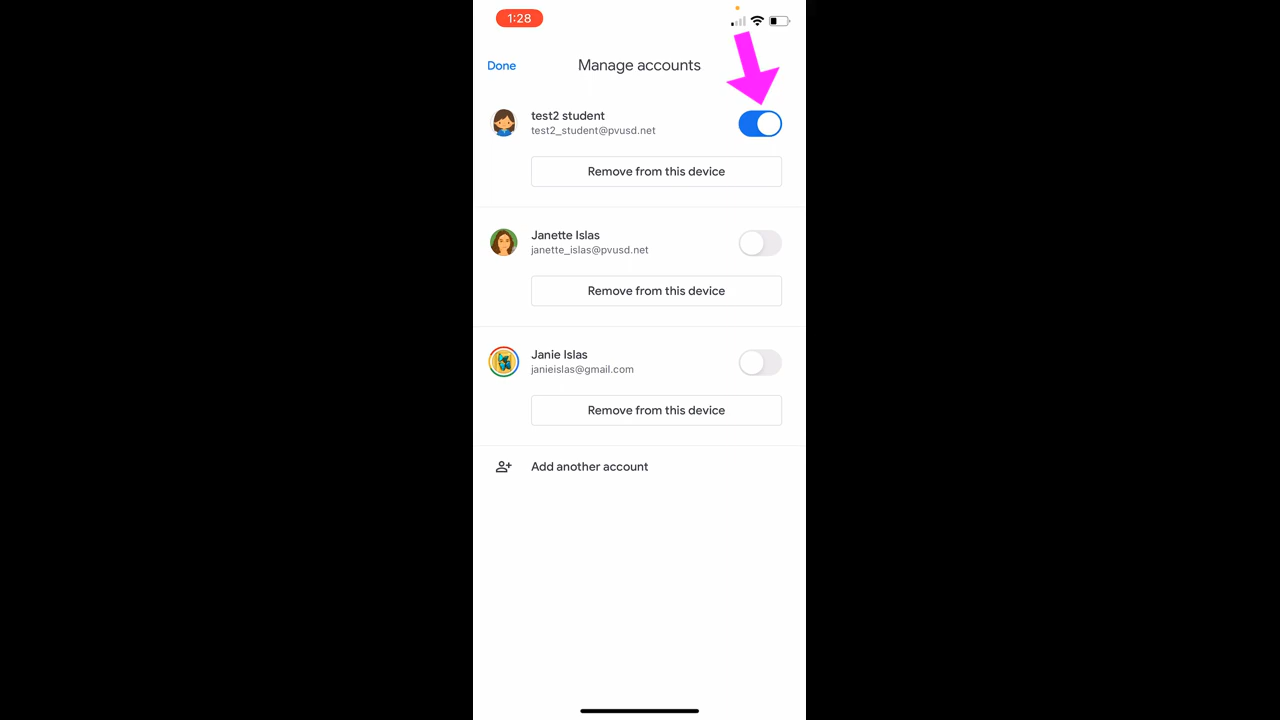 1:28
Done
Manage accounts
test2 student
test2_student@pvusd.net
Remove from this device
Janette Islas
janette_islas@pvusd.net
Remove from this device
Janie Islas
janieislas@gmail.com
Remove from this device
Add another account